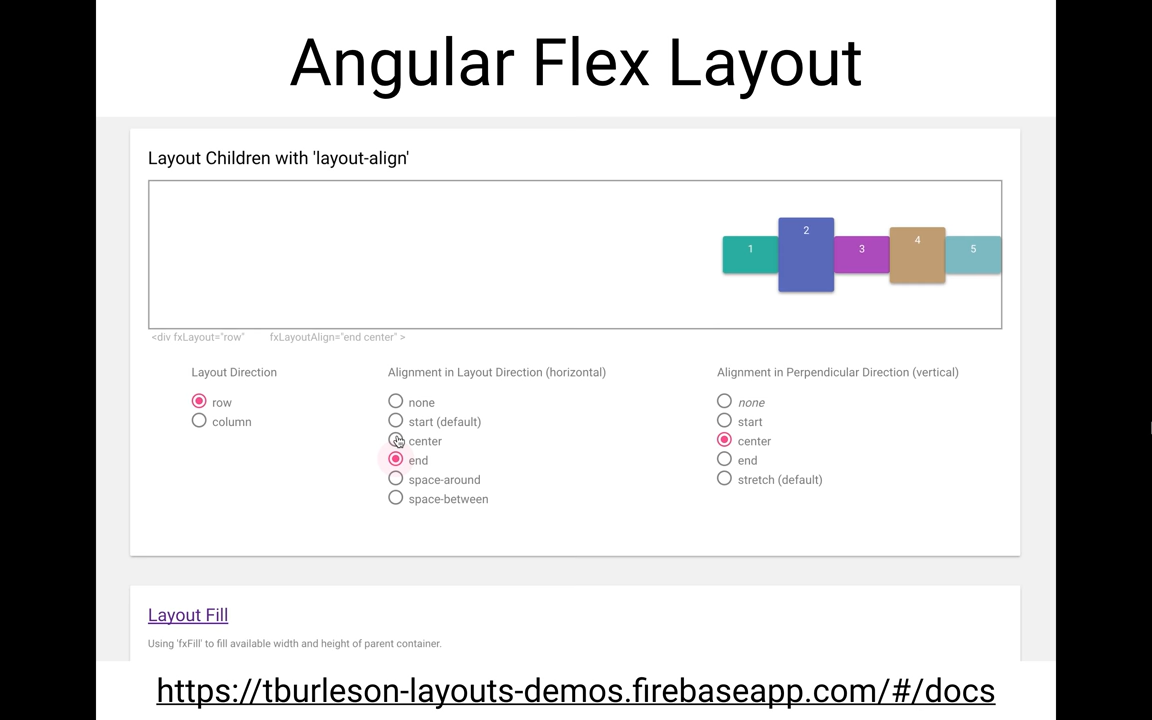 Angular Flex Layout
Layout Children with 'layout-align'
1 2 3 4 5
<div fxLayout="row" fxLayoutAlign="end center" >
Layout Direction Alignment in Layout Direction (horizontal) Alignment in Perpendicular Direction (vertical)
row none none
column start (default) start
center center
end end
space-around stretch (default)
space-between
Layout Fill
Using 'fxFill' to fill available width and height of parent container.
https://tburleson-layouts-demos.firebaseapp.com/#/docs